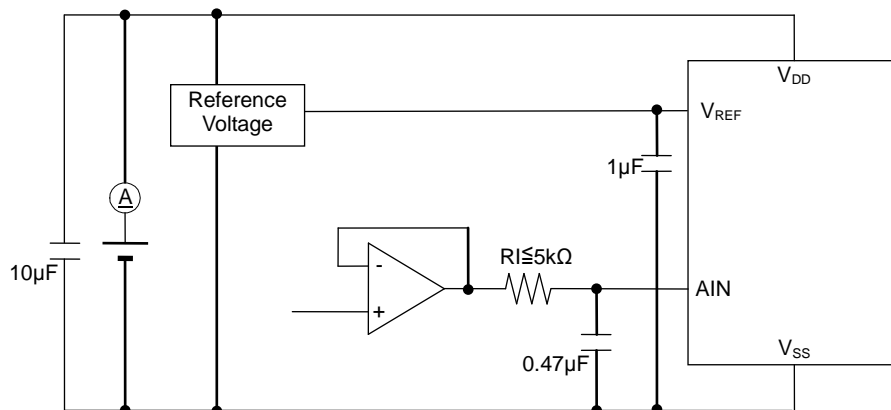 V_DD
Reference
Voltage
V_REF
1μF
A
10μF
-
+
RI≦5kΩ
AIN
0.47μF
V_SS